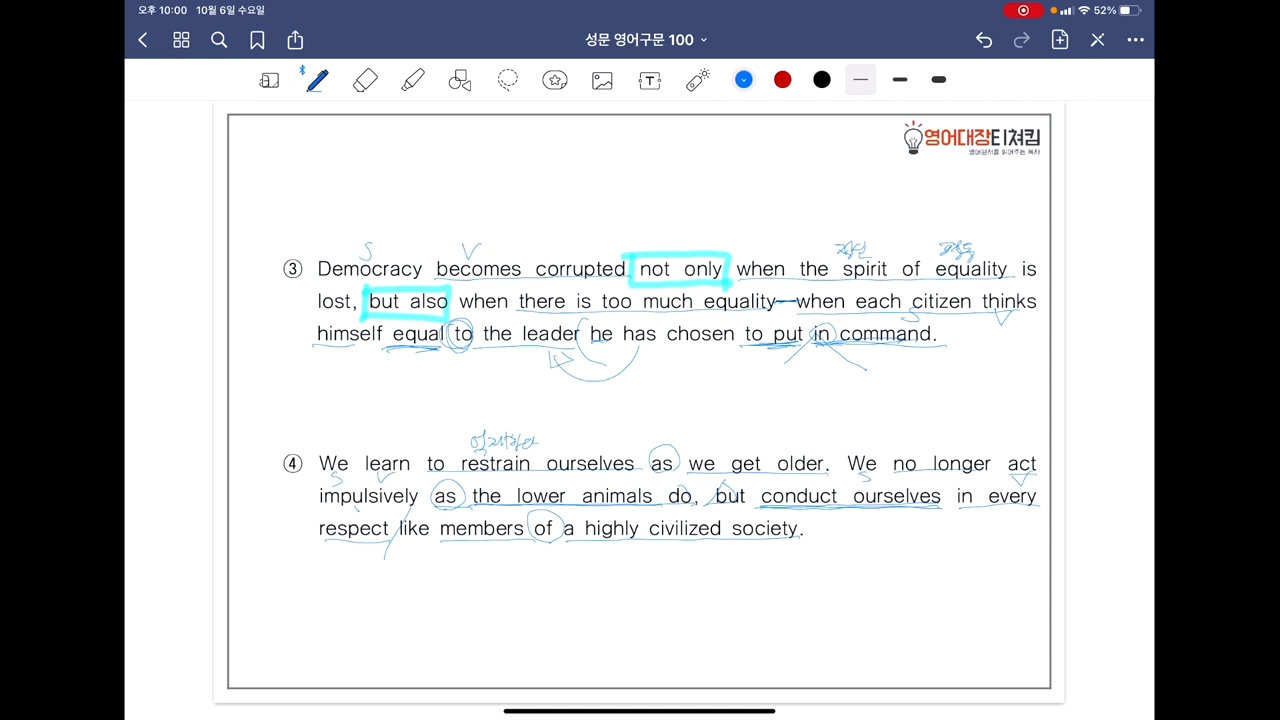 오후 10:00 10월 6일 수요일
52%
성문 영어구문 100
영어대장티쳐킴
S V 정신 평등
③ Democracy becomes corrupted not only when the spirit of equality is
lost, but also when there is too much equality—when each citizen thinks
S V
himself equal to the leader he has chosen to put in command.
④ We learn to restrain ourselves as we get older. We no longer act
S V S V
impulsively as the lower animals do, but conduct ourselves in every
respect like members of a highly civilized society.